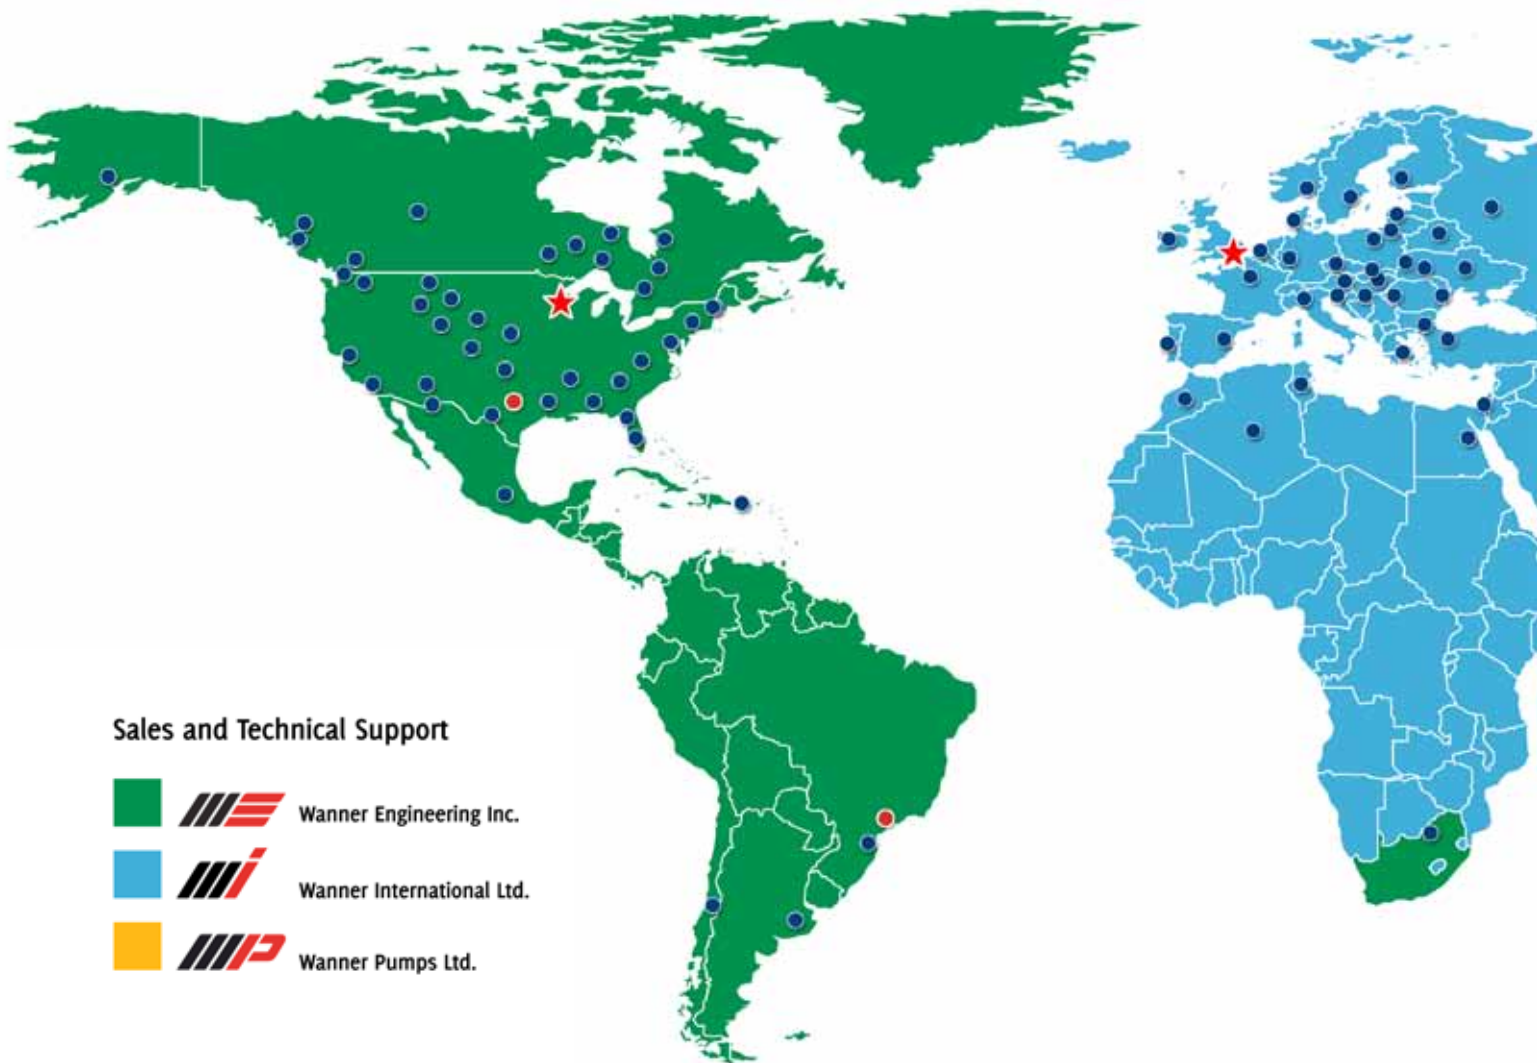 Sales and Technical Support
Wanner Engineering Inc.
Wanner International Ltd.
Wanner Pumps Ltd.